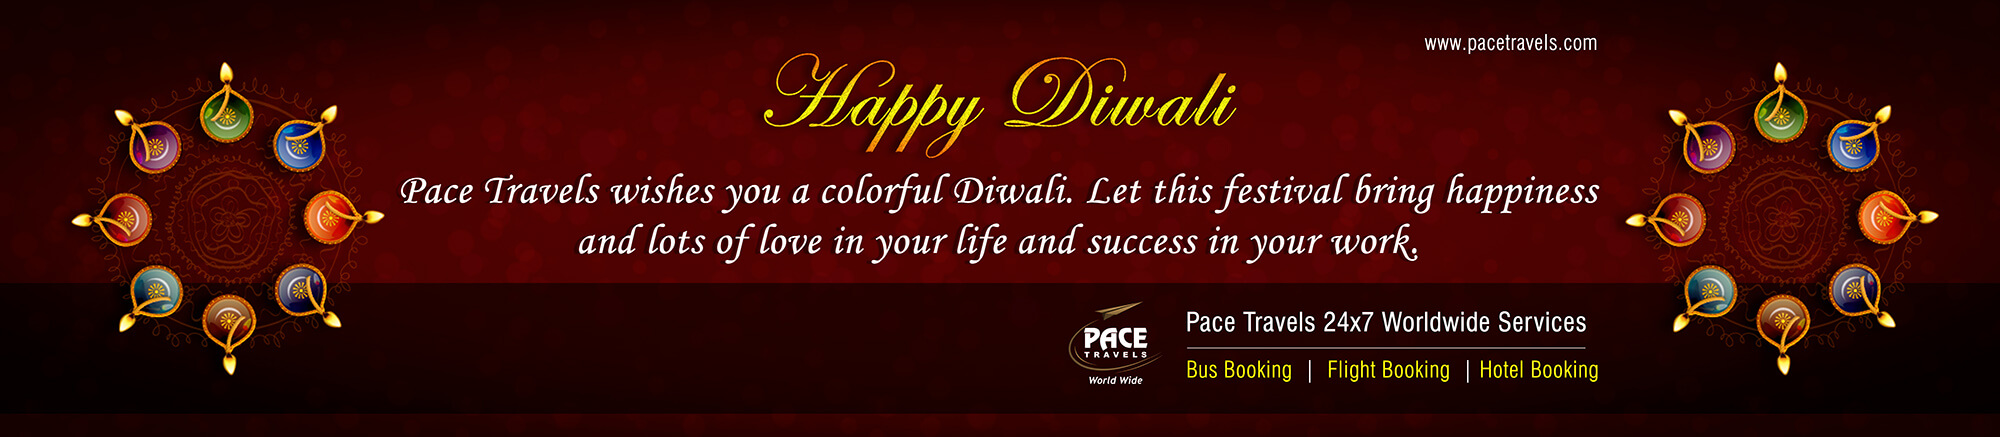 www.pacetravels.com
Happy Diwali
Pace Travels wishes you a colorful Diwali. Let this festival bring happiness
and lots of love in your life and success in your work.
PACE
TRAVELS
World Wide
Pace Travels 24x7 Worldwide Services
Bus Booking | Flight Booking | Hotel Booking